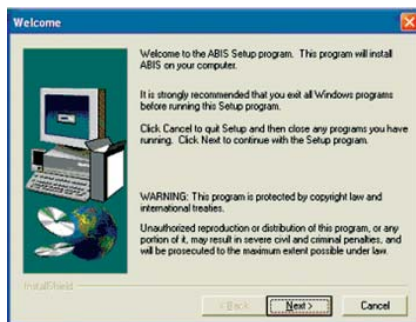 Welcome
Welcome to the ABIS Setup program. This program will install
ABIS on your computer.
It is strongly recommended that you exit all Windows programs
before running this Setup program.
Click Cancel to quit Setup and then close any programs you have
running. Click Next to continue with the Setup program.
WARNING: This program is protected by copyright law and
international treaties.
Unauthorized reproduction or distribution of this program, or any
portion of it, may result in severe civil and criminal penalties, and
will be prosecuted to the maximum extent possible under law.
InstallShield
< Back Next > Cancel